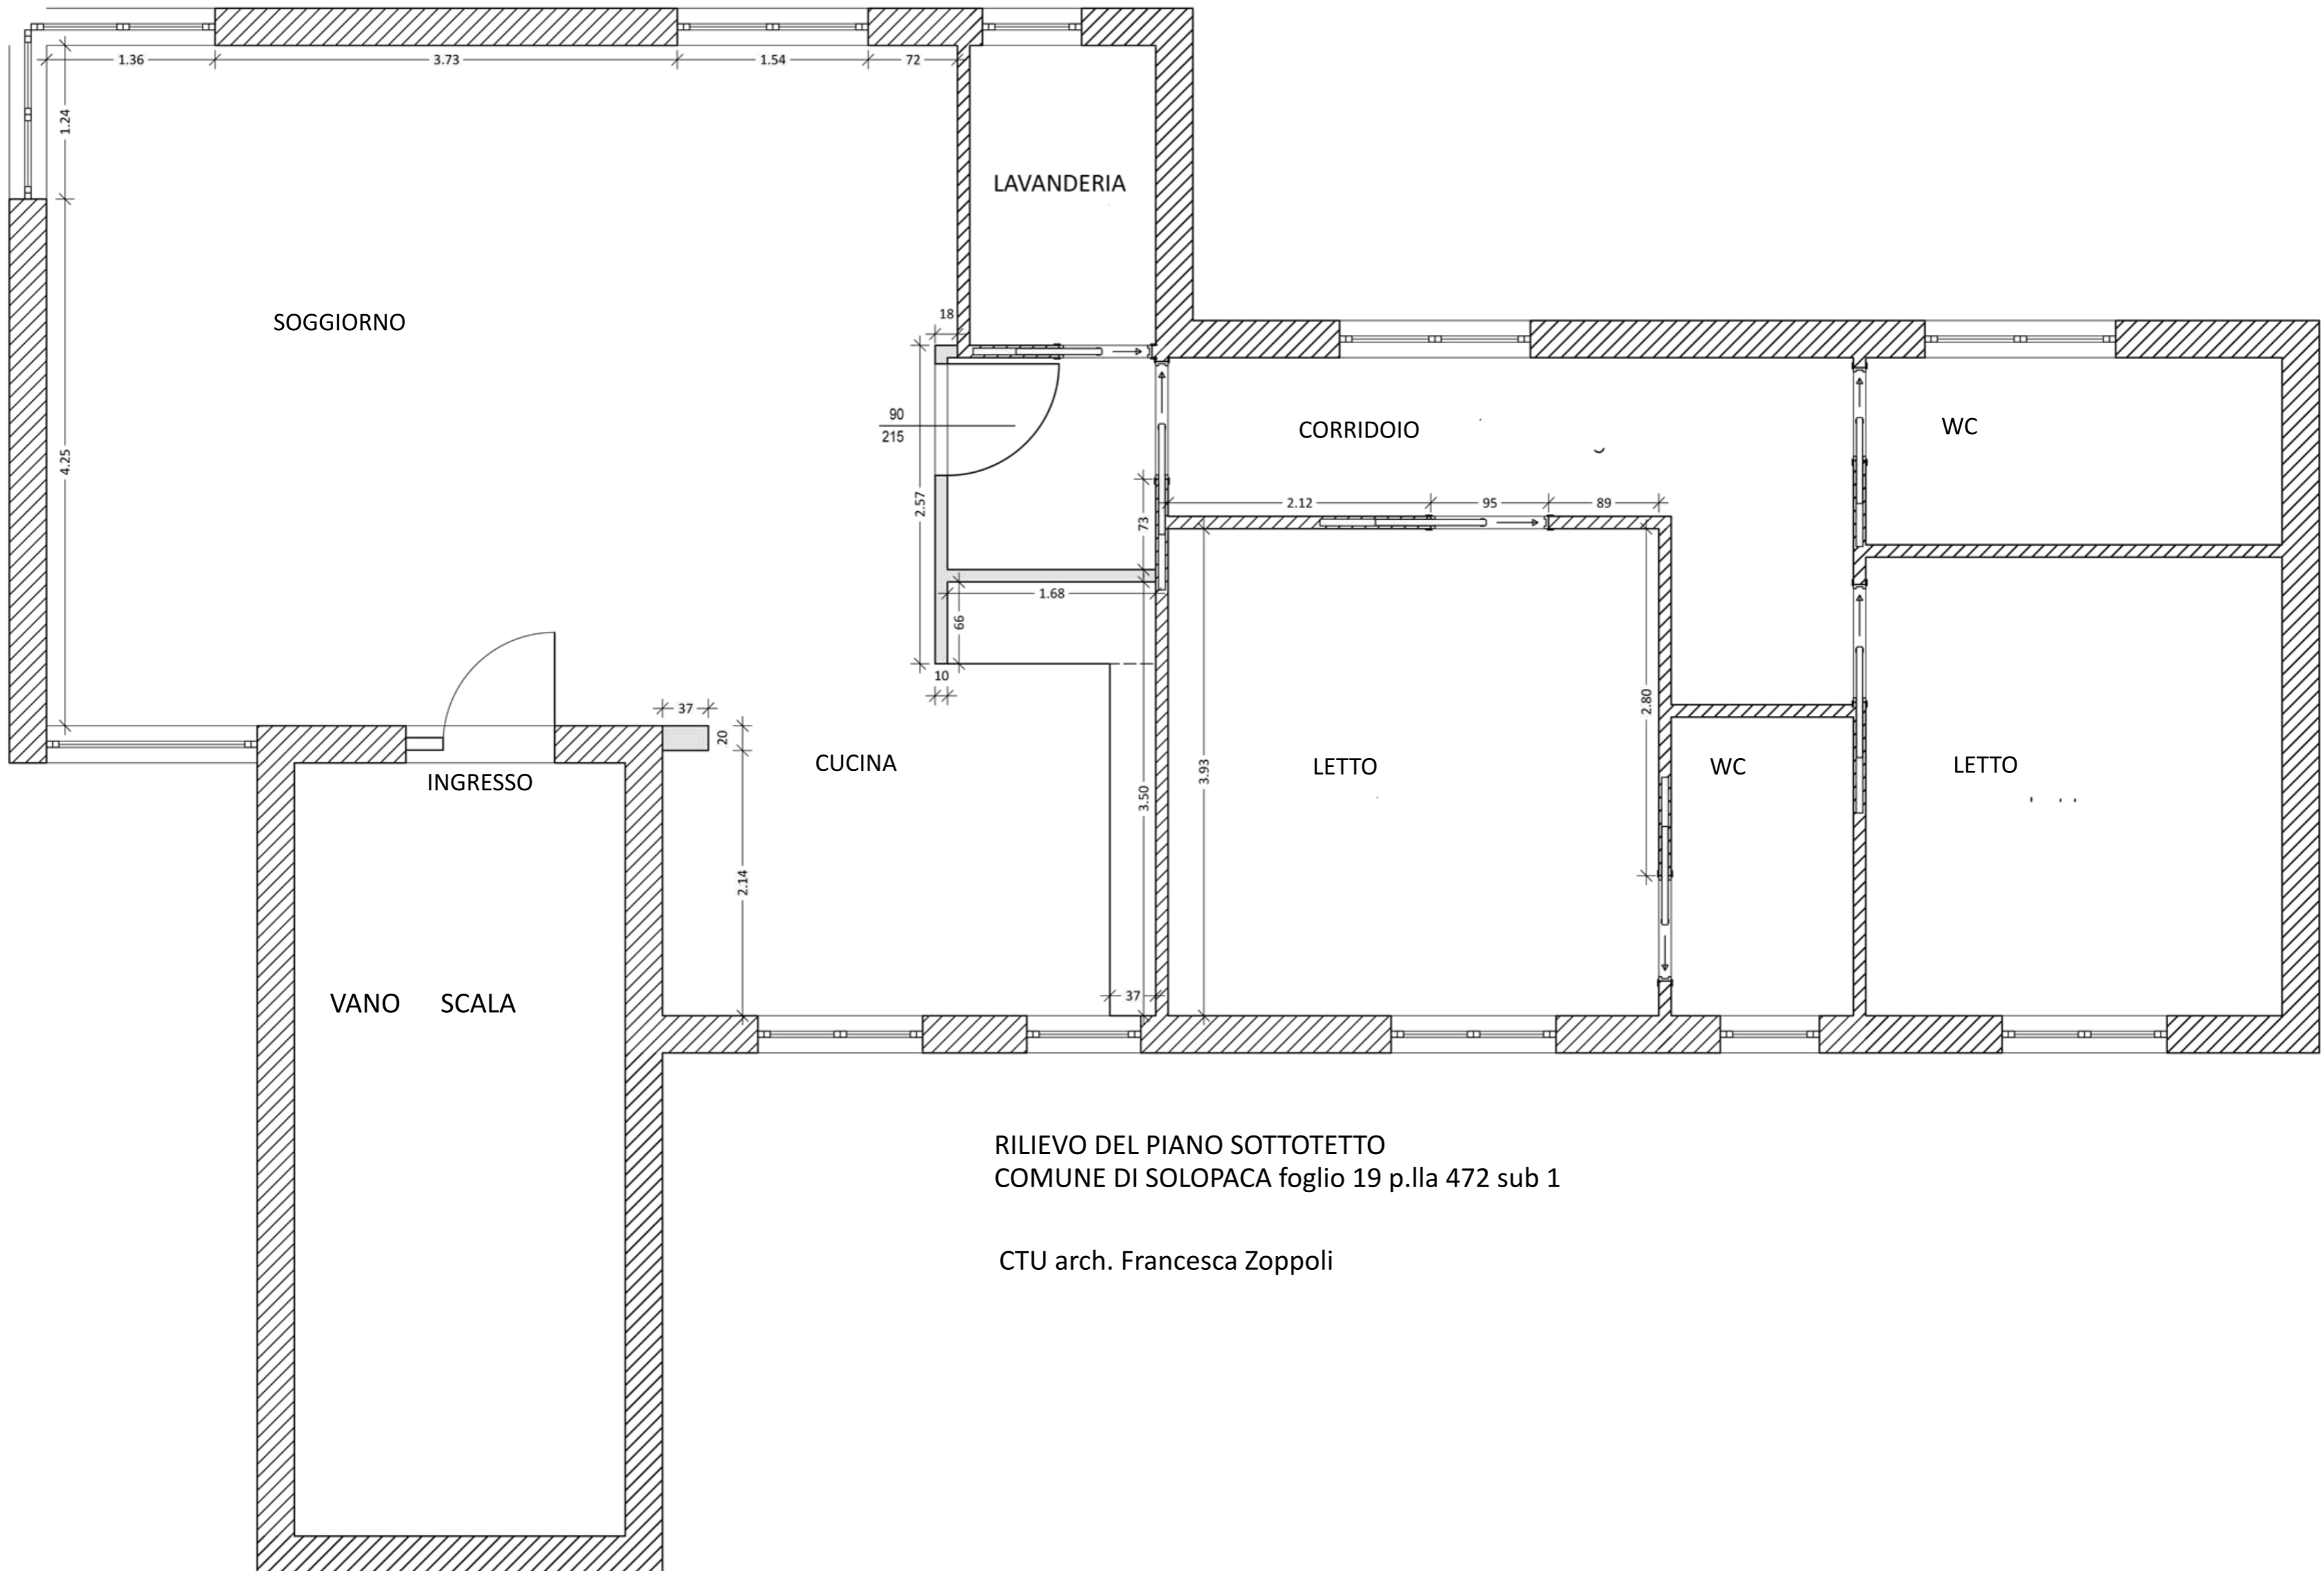 1.36 3.73 1.54 72
1.24
LAVANDERIA
SOGGIORNO
18
90
215
CORRIDOIO
WC
4.25
2.57
2.12 95 89
73
1.68
66
10
37
20
2.80
CUCINA
LETTO
WC
LETTO
INGRESSO
3.93
3.50
2.14
37
VANO SCALA
RILIEVO DEL PIANO SOTTOTETTO
COMUNE DI SOLOPACA foglio 19 p.lla 472 sub 1
CTU arch. Francesca Zoppoli